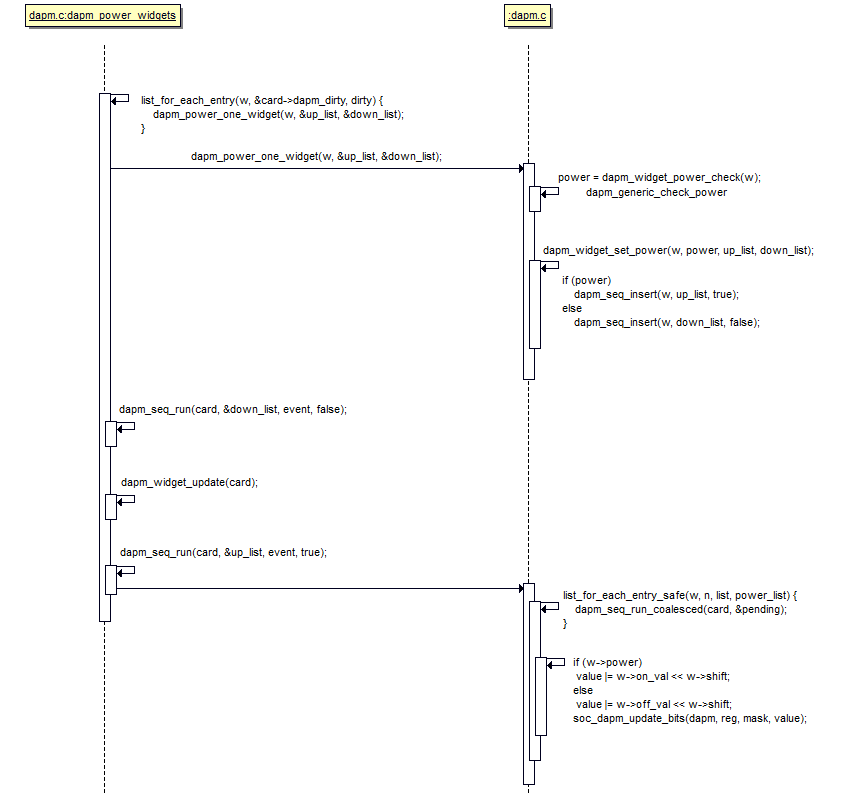 dapm.c:dapm_power_widgets
:dapm.c
list_for_each_entry(w, &card->dapm_dirty, dirty) {
dapm_power_one_widget(w, &up_list, &down_list);
}
dapm_power_one_widget(w, &up_list, &down_list);
power = dapm_widget_power_check(w);
dapm_generic_check_power
dapm_widget_set_power(w, power, up_list, down_list);
if (power)
dapm_seq_insert(w, up_list, true);
else
dapm_seq_insert(w, down_list, false);
dapm_seq_run(card, &down_list, event, false);
dapm_widget_update(card);
dapm_seq_run(card, &up_list, event, true);
list_for_each_entry_safe(w, n, list, power_list) {
dapm_seq_run_coalesced(card, &pending);
}
if (w->power)
value |= w->on_val << w->shift;
else
value |= w->off_val << w->shift;
soc_dapm_update_bits(dapm, reg, mask, value);